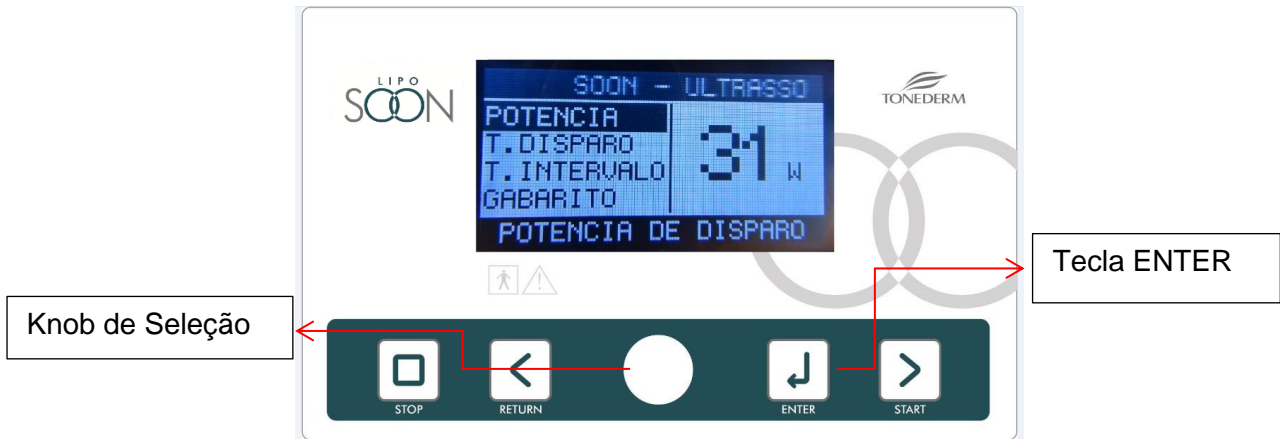 LIPO
SOON
TONEDERM
SOON - ULTRASSO
POTENCIA
T.DISPARO
T.INTERVALO
GABARITO
31 W
POTENCIA DE DISPARO
Tecla ENTER
Knob de Seleção
STOP
RETURN
ENTER
START